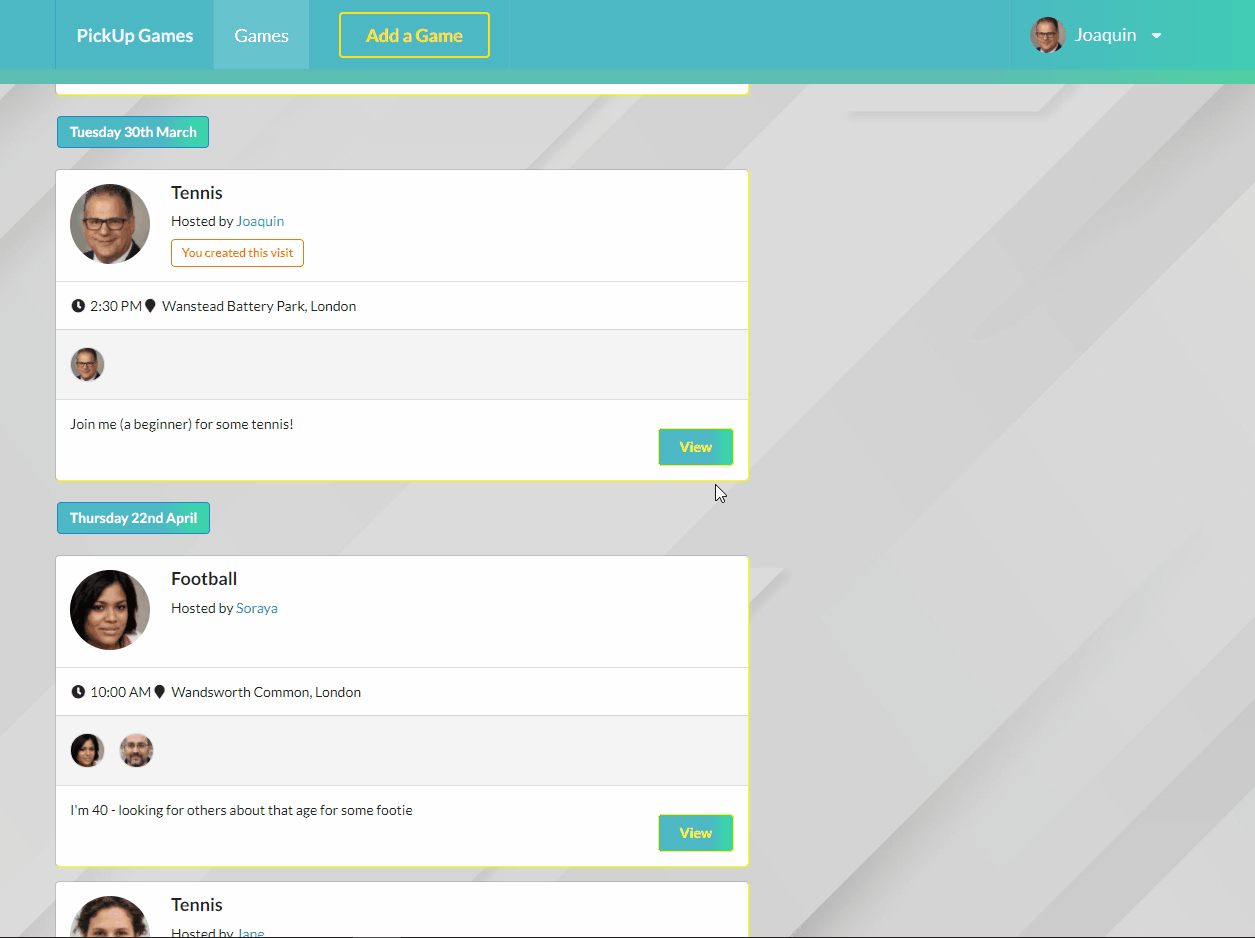 PickUp Games Games Add a Game Joaquin
Tuesday 30th March
Tennis
Hosted by Joaquin
You created this visit
2:30 PM Wanstead Battery Park, London
Join me (a beginner) for some tennis!
View
Thursday 22nd April
Football
Hosted by Soraya
10:00 AM Wandsworth Common, London
I'm 40 - looking for others about that age for some footie
View
Tennis
Hosted by Jane